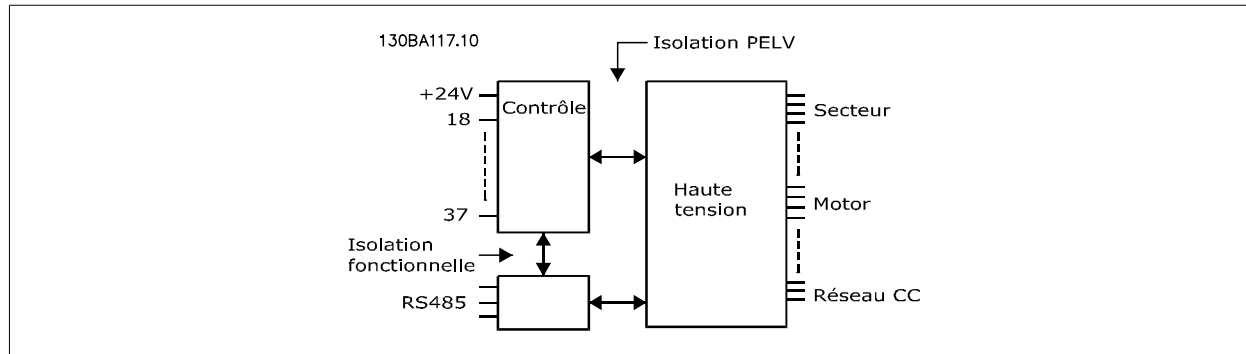 130BA117.10
Isolation PELV
+24V
Contrôle
18
Secteur
37
Haute
tension
Motor
Isolation
fonctionnelle
RS485
Réseau CC